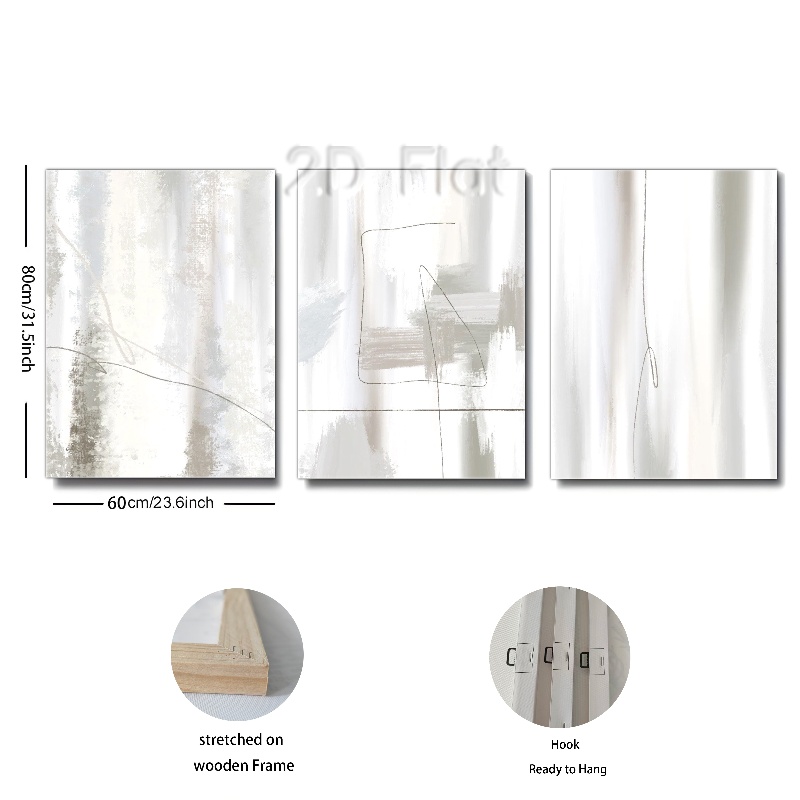 2D Flat
80cm/31.5inch
60cm/23.6inch
stretched on
wooden Frame
Hook
Ready to Hang